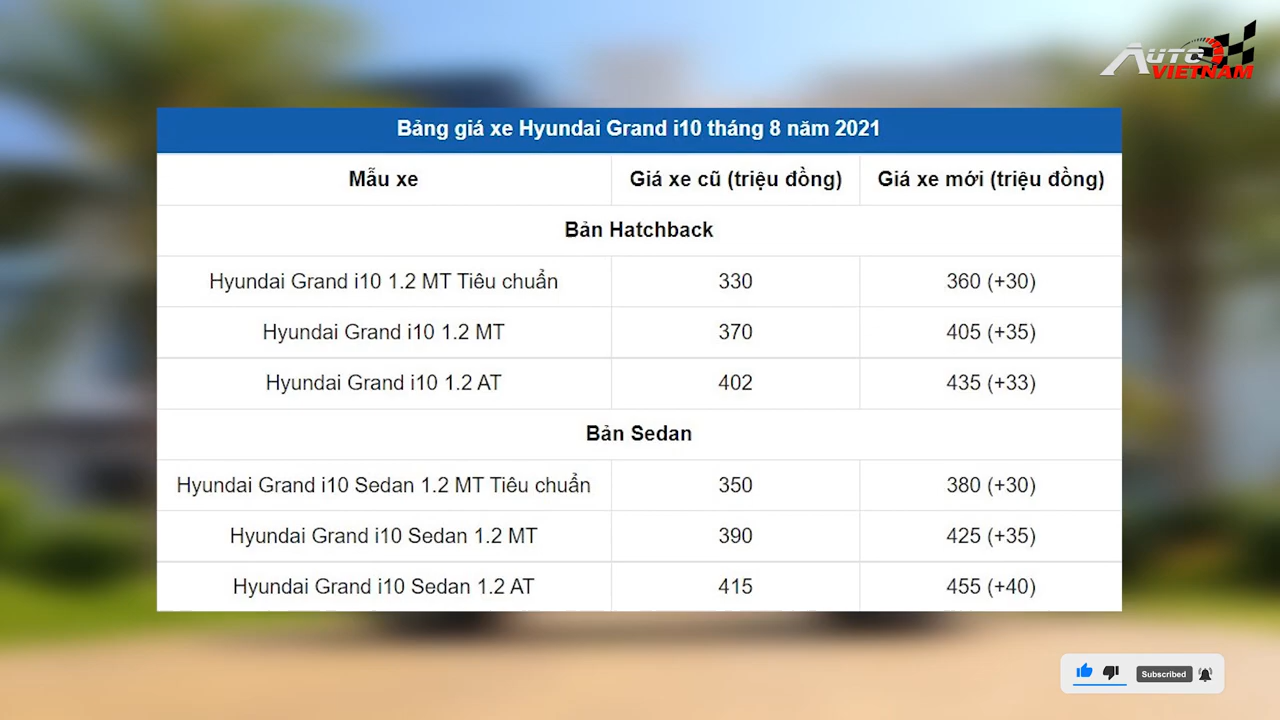 AUTO
VIETNAM
Bảng giá xe Hyundai Grand i10 tháng 8 năm 2021
Mẫu xe Giá xe cũ (triệu đồng) Giá xe mới (triệu đồng)
Bản Hatchback
Hyundai Grand i10 1.2 MT Tiêu chuẩn 330 360 (+30)
Hyundai Grand i10 1.2 MT 370 405 (+35)
Hyundai Grand i10 1.2 AT 402 435 (+33)
Bản Sedan
Hyundai Grand i10 Sedan 1.2 MT Tiêu chuẩn 350 380 (+30)
Hyundai Grand i10 Sedan 1.2 MT 390 425 (+35)
Hyundai Grand i10 Sedan 1.2 AT 415 455 (+40)
Subscribed